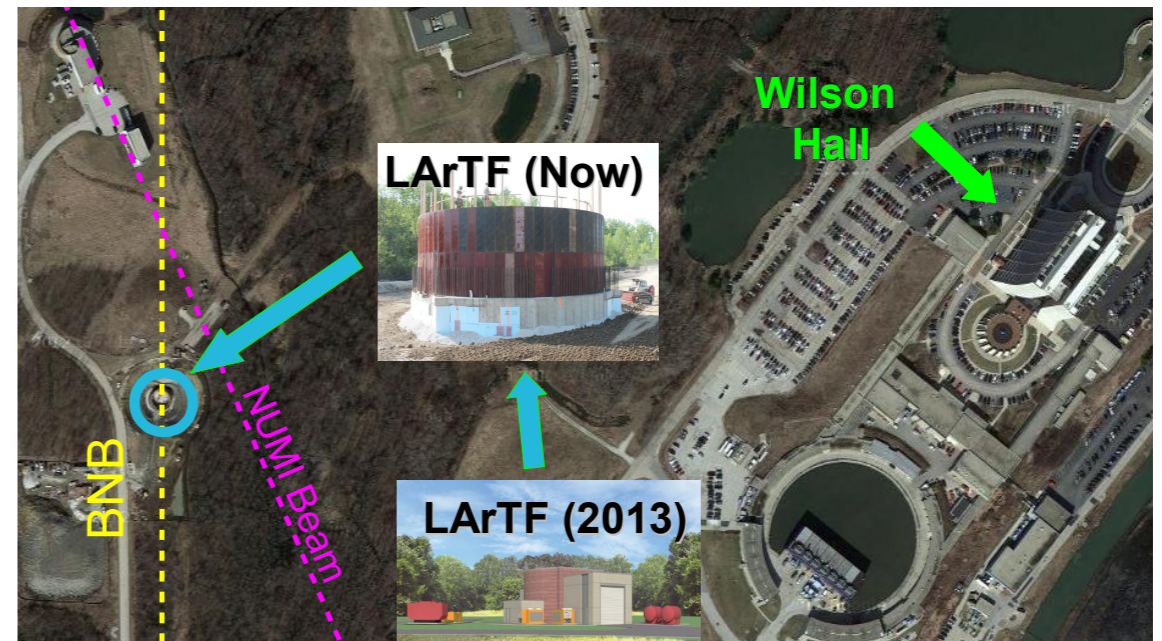 Wilson
Hall
LArTF (Now)
BNB
NUMI Beam
LArTF (2013)